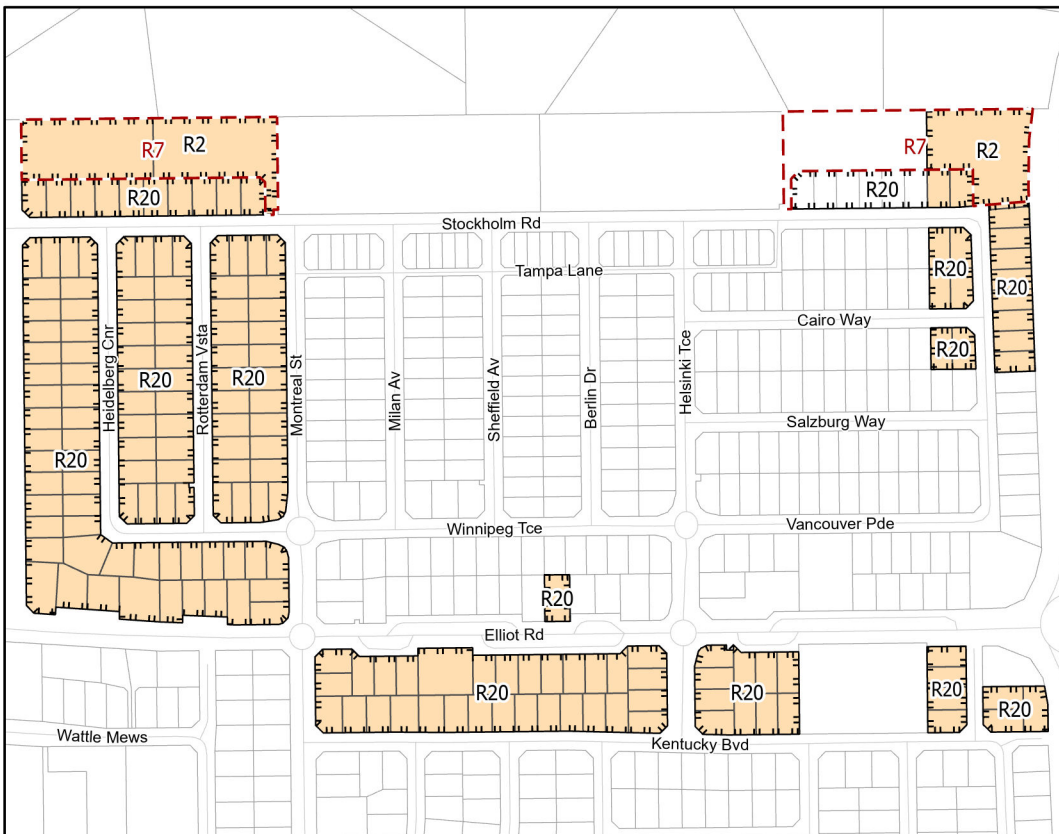 R7
R2
R20
R7
R2
R20
Stockholm Rd
Tampa Lane
R20
R20
Cairo Way
R20
Heidelberg Cnr
R20
Rotterdam Vsta
R20
Montreal St
Milan Av
Sheffield Av
Berlin Dr
Helsinki Tce
Salzburg Way
R20
Winnipeg Tce
Vancouver Pde
R20
Elliot Rd
R20
R20
R20
R20
Wattle Mews
Kentucky Bvd